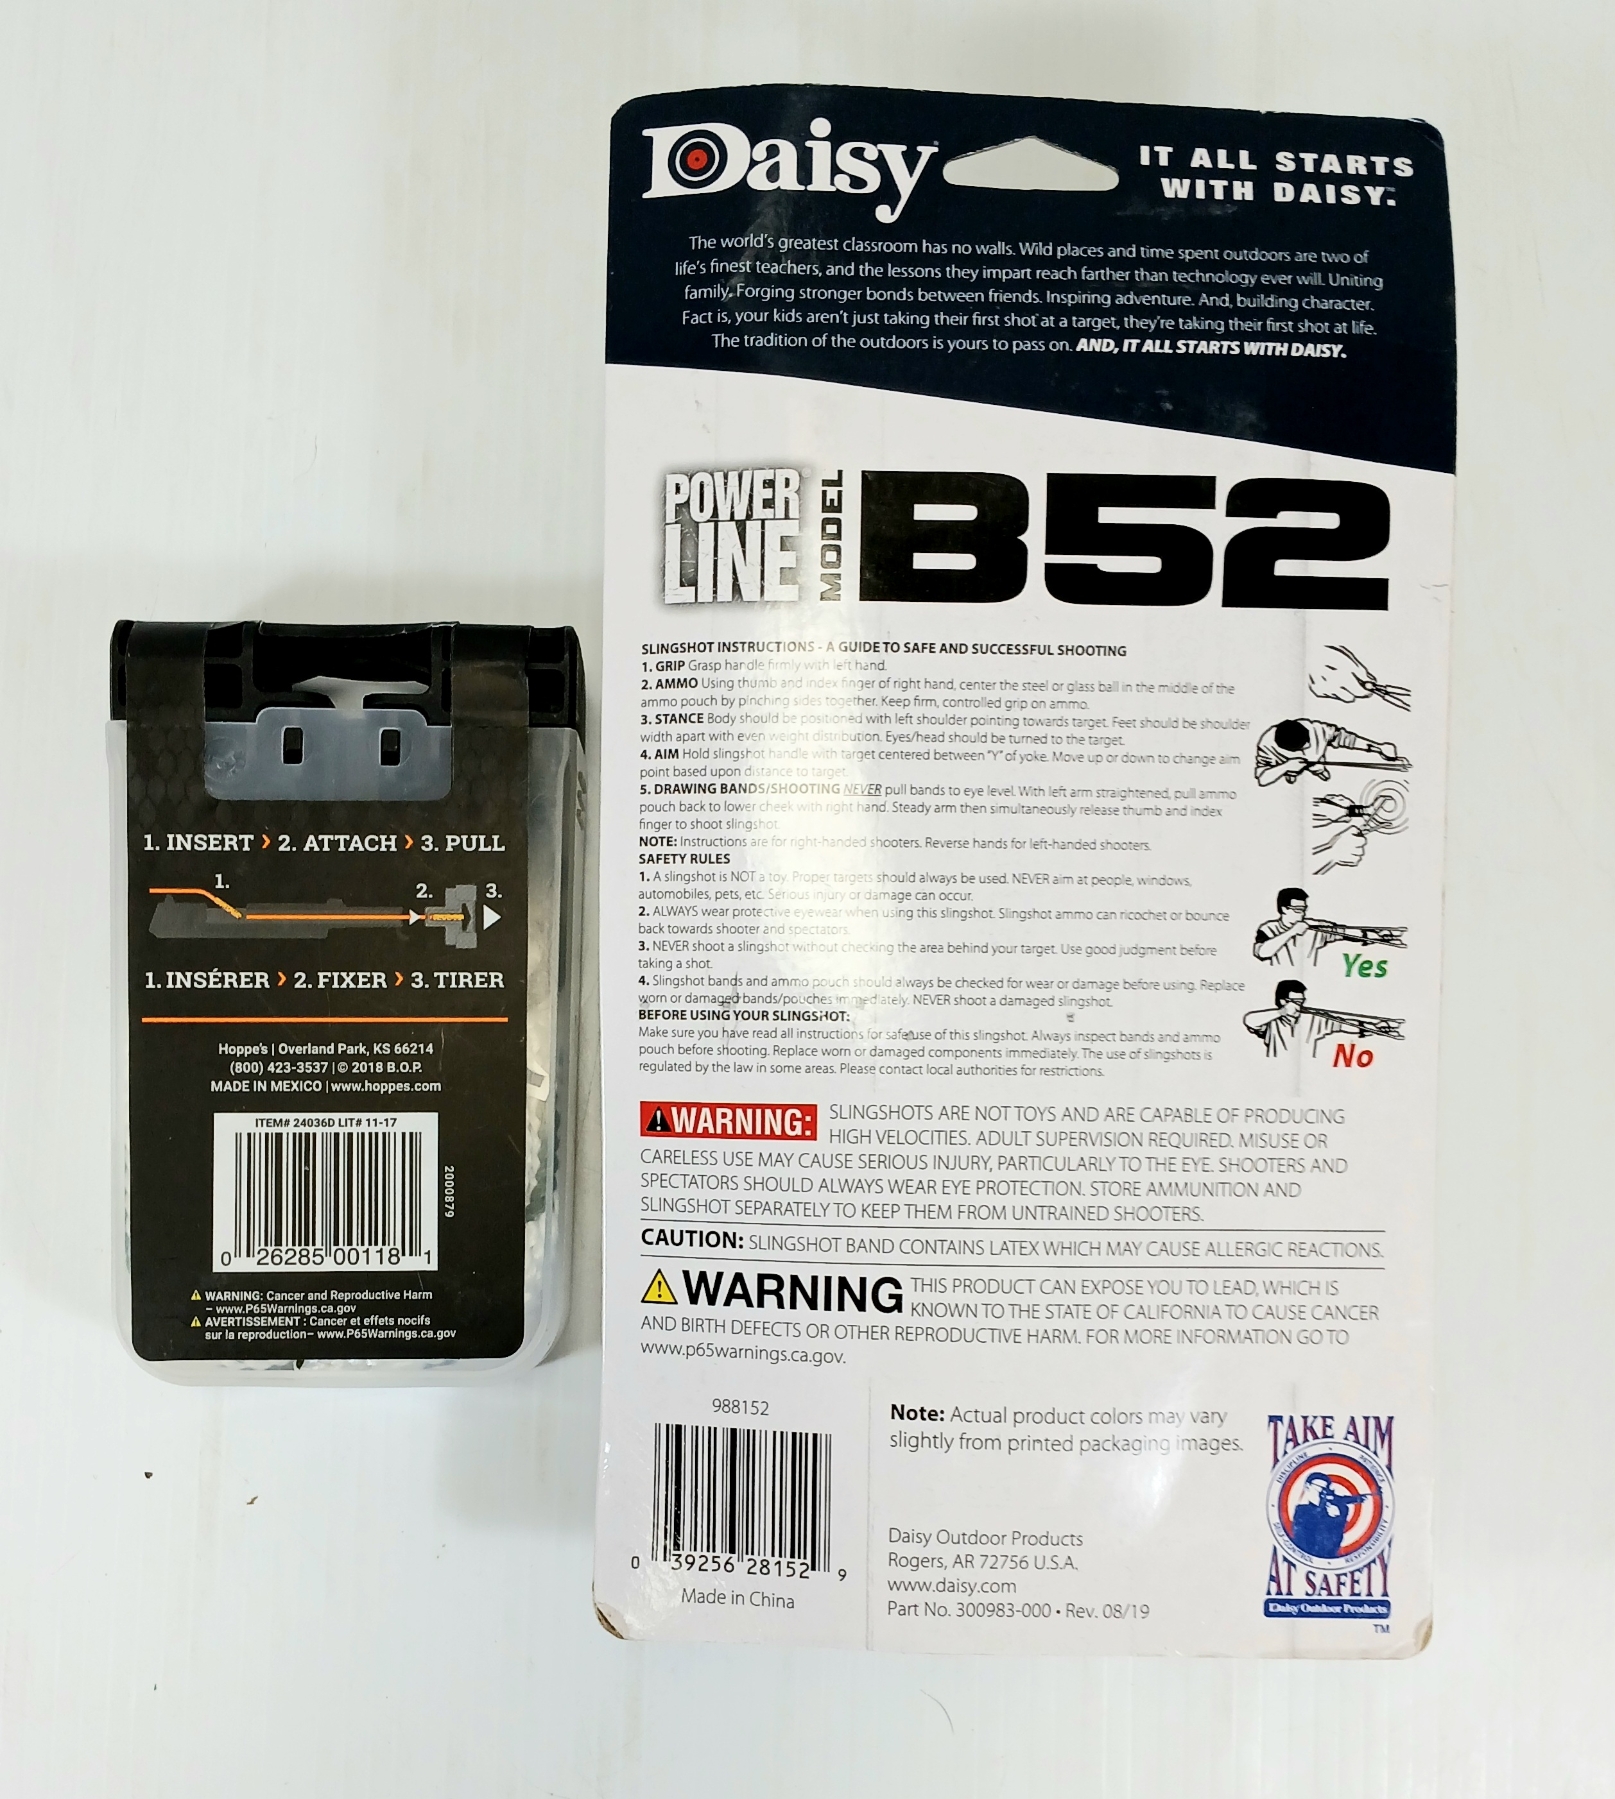 1. INSERT > 2. ATTACH > 3. PULL
1.
2.
3.
1. INSÉRER > 2. FIXER > 3. TIRER
Hoppe's | Overland Park, KS 66214
(800) 423-3537 | © 2018 B.O.P.
MADE IN MEXICO | www.hoppes.com
ITEM# 24036D LIT# 11-17
2000879
0 26285 00118 1
WARNING: Cancer and Reproductive Harm
– www.P65Warnings.ca.gov
AVERTISSEMENT : Cancer et effets nocifs
sur la reproduction– www.P65Warnings.ca.gov
Daisy
IT ALL STARTS
WITH DAISY.™
The world's greatest classroom has no walls. Wild places and time spent outdoors are two of
life's finest teachers, and the lessons they impart reach farther than technology ever will. Uniting
family. Forging stronger bonds between friends. Inspiring adventure. And, building character.
Fact is, your kids aren't just taking their first shot at a target, they're taking their first shot at life.
The tradition of the outdoors is yours to pass on. AND, IT ALL STARTS WITH DAISY.
POWER
LINE®
MODEL
B52
SLINGSHOT INSTRUCTIONS - A GUIDE TO SAFE AND SUCCESSFUL SHOOTING
1. GRIP Grasp handle firmly with left hand.
2. AMMO Using thumb and index finger of right hand, center the steel or glass ball in the middle of the
ammo pouch by pinching sides together. Keep firm, controlled grip on ammo.
3. STANCE Body should be positioned with left shoulder pointing towards target. Feet should be shoulder
width apart with even weight distribution. Eyes/head should be turned to the target.
4. AIM Hold slingshot handle with target centered between "Y" of yoke. Move up or down to change aim
point based upon distance to target.
5. DRAWING BANDS/SHOOTING NEVER pull bands to eye level. With left arm straightened, pull ammo
pouch back to lower cheek with right hand. Steady arm then simultaneously release thumb and index
finger to shoot slingshot.
NOTE: Instructions are for right-handed shooters. Reverse hands for left-handed shooters.
SAFETY RULES
1. A slingshot is NOT a toy. Proper targets should always be used. NEVER aim at people, windows,
automobiles, pets, etc. Serious injury or damage can occur.
2. ALWAYS wear protective eyewear when using this slingshot. Slingshot ammo can ricochet or bounce
back towards shooter and spectators.
3. NEVER shoot a slingshot without checking the area behind your target. Use good judgment before
taking a shot.
4. Slingshot bands and ammo pouch should always be checked for wear or damage before using. Replace
worn or damaged bands/pouches immediately. NEVER shoot a damaged slingshot.
BEFORE USING YOUR SLINGSHOT:
Make sure you have read all instructions for safe use of this slingshot. Always inspect bands and ammo
pouch before shooting. Replace worn or damaged components immediately. The use of slingshots is
regulated by the law in some areas. Please contact local authorities for restrictions.
Yes
No
WARNING: SLINGSHOTS ARE NOT TOYS AND ARE CAPABLE OF PRODUCING
HIGH VELOCITIES. ADULT SUPERVISION REQUIRED. MISUSE OR
CARELESS USE MAY CAUSE SERIOUS INJURY, PARTICULARLY TO THE EYE. SHOOTERS AND
SPECTATORS SHOULD ALWAYS WEAR EYE PROTECTION. STORE AMMUNITION AND
SLINGSHOT SEPARATELY TO KEEP THEM FROM UNTRAINED SHOOTERS.
CAUTION: SLINGSHOT BAND CONTAINS LATEX WHICH MAY CAUSE ALLERGIC REACTIONS.
WARNING THIS PRODUCT CAN EXPOSE YOU TO LEAD, WHICH IS
KNOWN TO THE STATE OF CALIFORNIA TO CAUSE CANCER
AND BIRTH DEFECTS OR OTHER REPRODUCTIVE HARM. FOR MORE INFORMATION GO TO
www.p65warnings.ca.gov.
988152
0 39256 28152 9
Made in China
Note: Actual product colors may vary
slightly from printed packaging images.
Daisy Outdoor Products
Rogers, AR 72756 U.S.A.
www.daisy.com
Part No. 300983-000 • Rev. 08/19
TAKE AIM
DISCIPLINE
PATIENCE
SELF-CONTROL
RESPONSIBILITY
AT SAFETY
Daisy Outdoor Products
TM